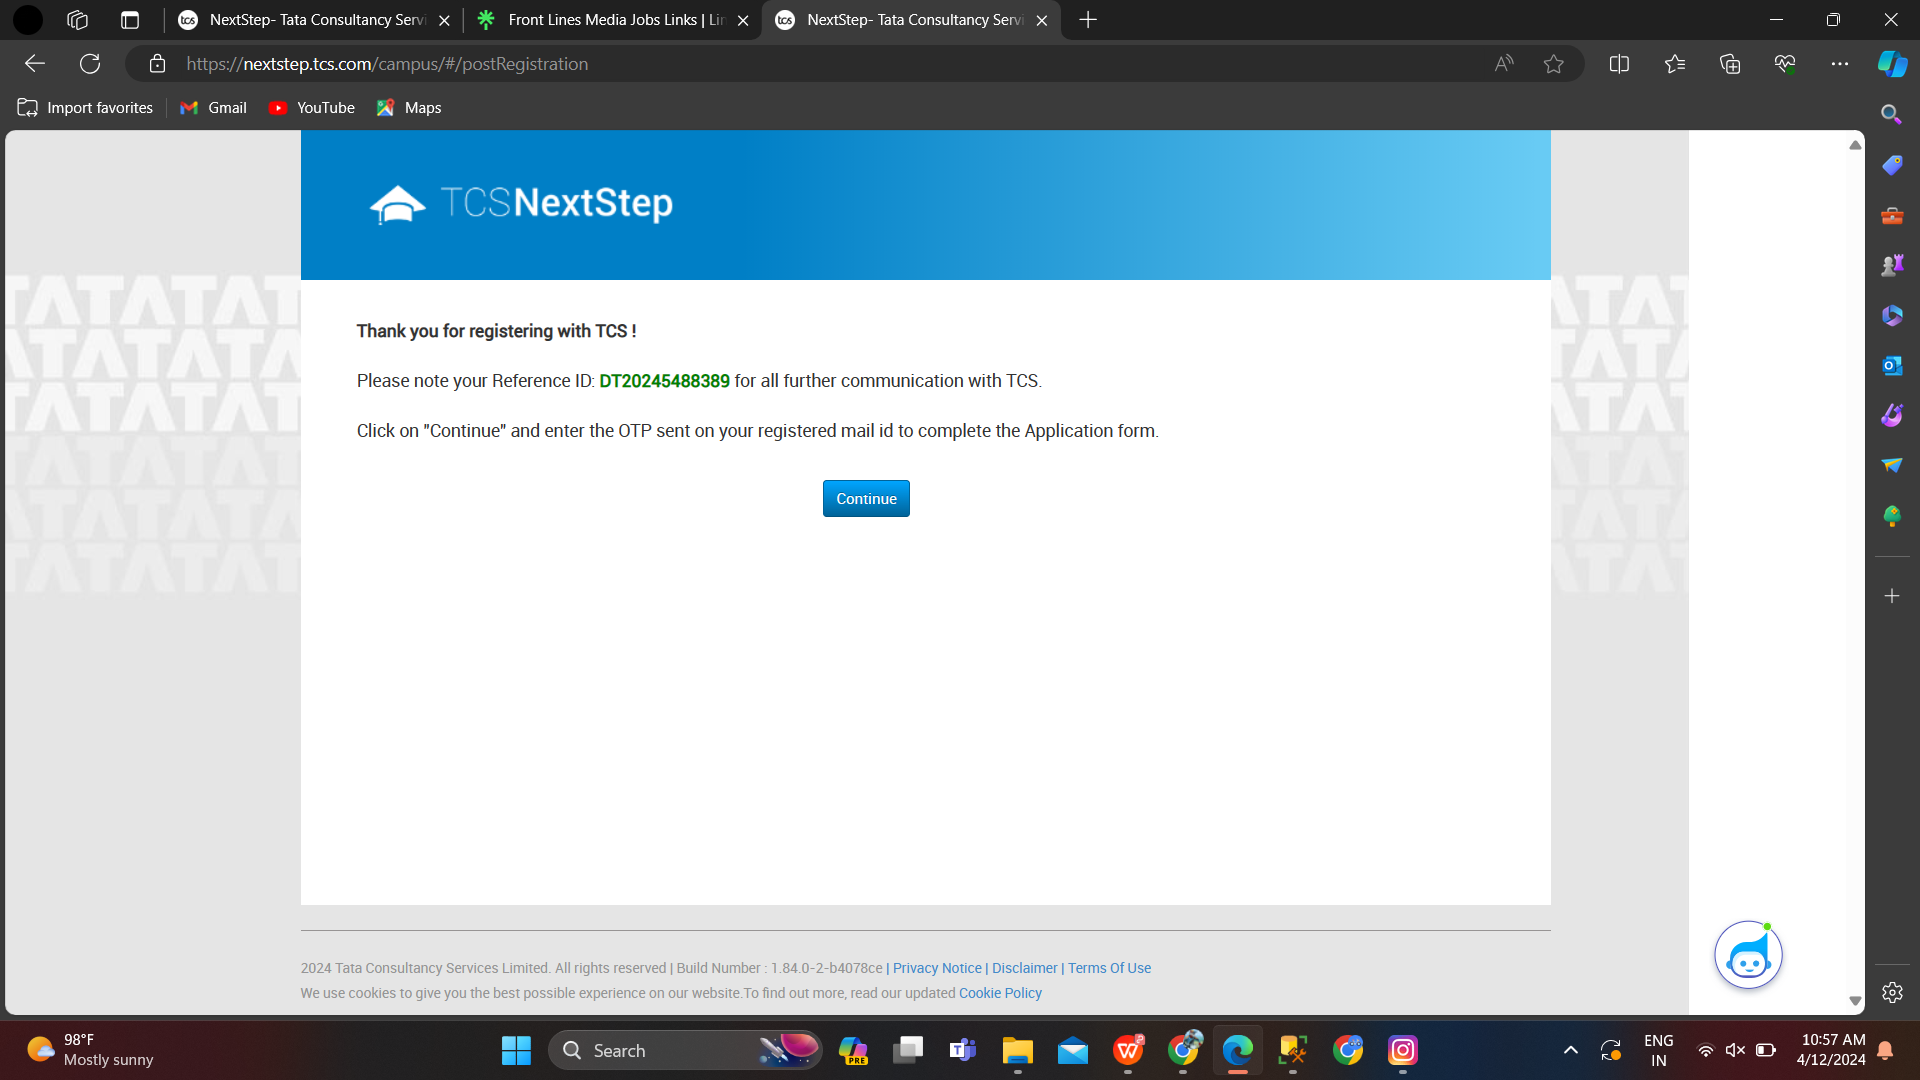 NextStep- Tata Consultancy Servi
Front Lines Media Jobs Links | Lin
NextStep- Tata Consultancy Servi
https://nextstep.tcs.com/campus/#/postRegistration
Import favorites
Gmail
YouTube
Maps
TCSNextStep
Thank you for registering with TCS !
Please note your Reference ID: DT20245488389 for all further communication with TCS.
Click on "Continue" and enter the OTP sent on your registered mail id to complete the Application form.
Continue
2024 Tata Consultancy Services Limited. All rights reserved | Build Number : 1.84.0-2-b4078ce | Privacy Notice | Disclaimer | Terms Of Use
We use cookies to give you the best possible experience on our website.To find out more, read our updated Cookie Policy
98°F
Mostly sunny
Search
PRE
ENG
IN
10:57 AM
4/12/2024